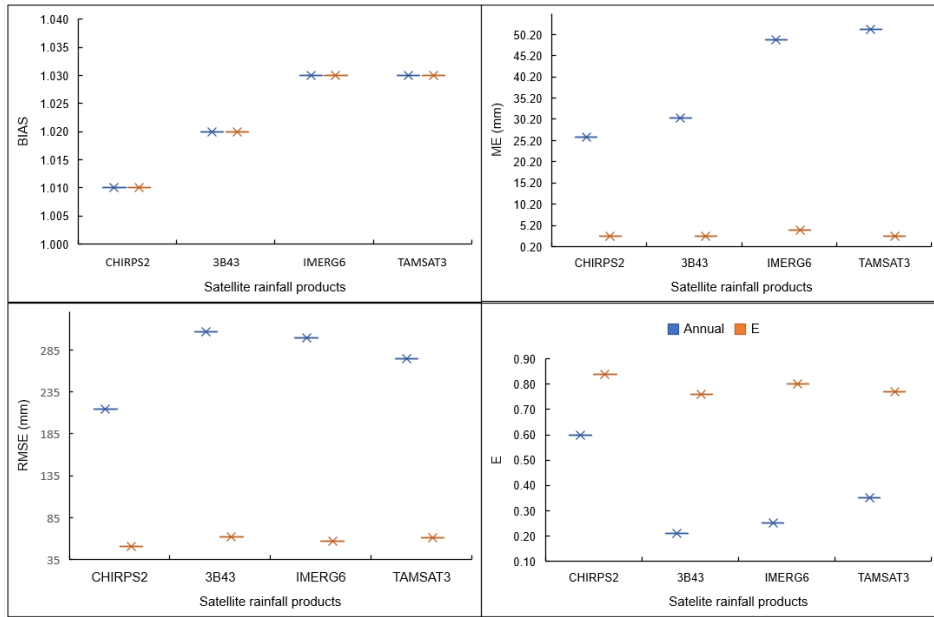 BIAS
1.040
1.035
1.030
1.025
1.020
1.015
1.010
1.005
1.000
CHIRPS2 3B43 IMERG6 TAMSAT3
Satellite rainfall products
ME (mm)
50.20
45.20
40.20
35.20
30.20
25.20
20.20
15.20
10.20
5.20
0.20
CHIRPS2 3B43 IMERG6 TAMSAT3
Satellite rainfall products
RMSE (mm)
285
235
185
135
85
35
CHIRPS2 3B43 IMERG6 TAMSAT3
Satellite rainfall products
Annual E
E
0.90
0.80
0.70
0.60
0.50
0.40
0.30
0.20
0.10
CHIRPS2 3B43 IMERG6 TAMSAT3
Satellite rainfall products